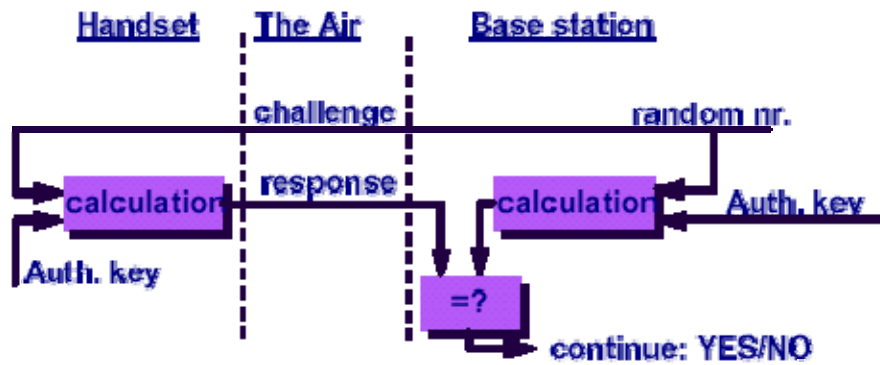 Handset The Air Base station
challenge random nr.
calculation response calculation Auth. key
Auth. key
=?
continue: YES/NO